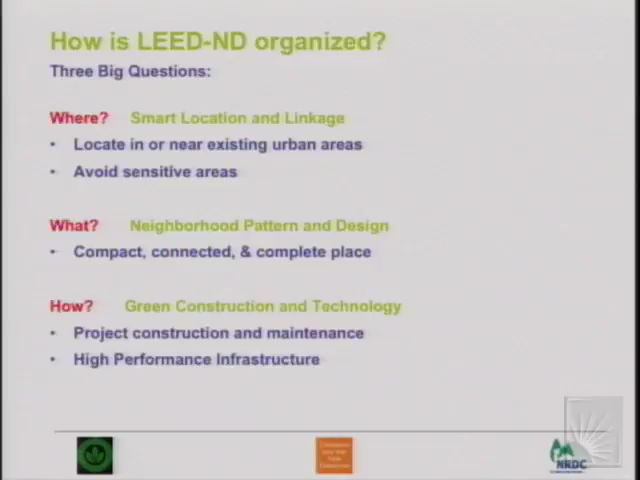 How is LEED-ND organized?
Three Big Questions:
Where? Smart Location and Linkage
• Locate in or near existing urban areas
• Avoid sensitive areas
What? Neighborhood Pattern and Design
• Compact, connected, & complete place
How? Green Construction and Technology
• Project construction and maintenance
• High Performance Infrastructure
NRDC